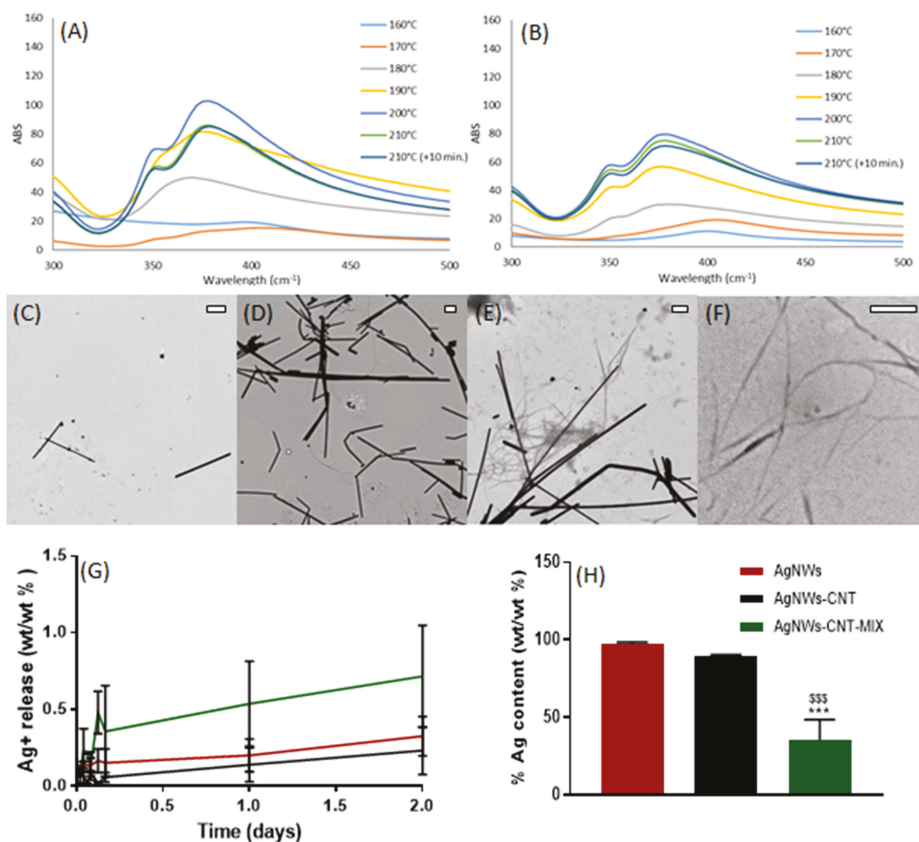 (A)
160
140
120
100
80
60
40
20
0
ABS
300
350
400
450
500
Wavelength (cm⁻¹)
160°C
170°C
180°C
190°C
200°C
210°C
210°C (+10 min.)
(B)
160
140
120
100
80
60
40
20
0
ABS
300
350
400
450
500
Wavelength (cm⁻¹)
160°C
170°C
180°C
190°C
200°C
210°C
210°C (+10 min.)
(C)
(D)
(E)
(F)
(G)
1.5
1.0
0.5
0.0
Ag+ release (wt/wt %)
0.0
0.5
1.0
1.5
2.0
Time (days)
(H)
150
100
50
0
% Ag content (wt/wt %)
AgNWs
AgNWs-CNT
AgNWs-CNT-MIX
$$$
***